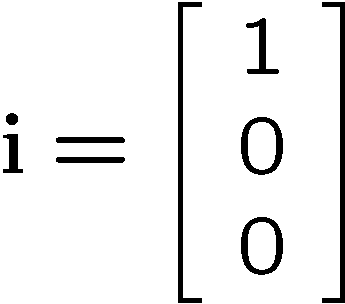 i = [1
0
0]